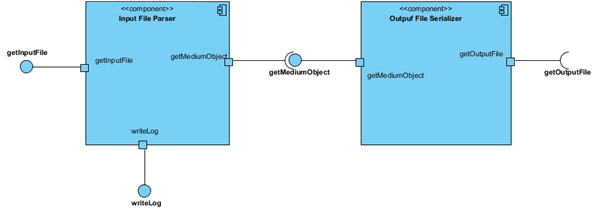 <<component>>
Input File Parser
<<component>>
Outpuf File Serializer
getInputFile
getInputFile
getMediumObject
getMediumObject
getMediumObject
getOutputFile
getOutputFile
writeLog
writeLog